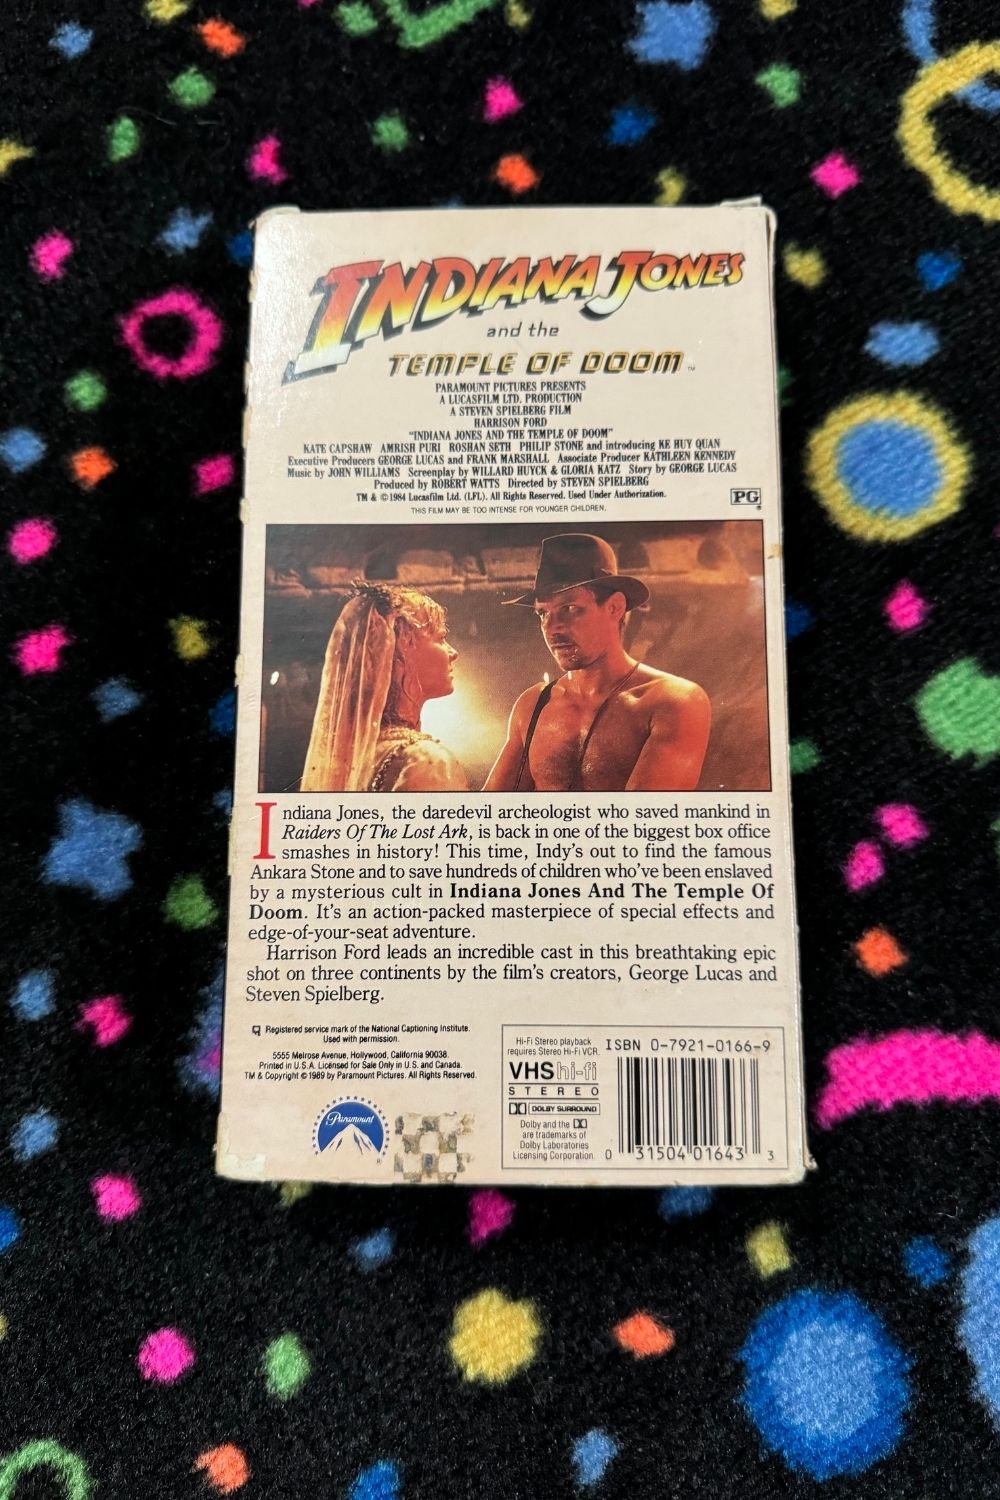 INDIANA JONES
and the
TEMPLE OF DOOM ™
PARAMOUNT PICTURES PRESENTS
A LUCASFILM LTD. PRODUCTION
A STEVEN SPIELBERG FILM
HARRISON FORD
"INDIANA JONES AND THE TEMPLE OF DOOM"
KATE CAPSHAW AMRISH PURI ROSHAN SETH PHILIP STONE and introducing KE HUY QUAN
Executive Producers GEORGE LUCAS and FRANK MARSHALL Associate Producer KATHLEEN KENNEDY
Music by JOHN WILLIAMS Screenplay by WILLARD HUYCK & GLORIA KATZ Story by GEORGE LUCAS
Produced by ROBERT WATTS Directed by STEVEN SPIELBERG
TM & © 1984 Lucasfilm Ltd. (LFL). All Rights Reserved. Used Under Authorization.
PG ®
THIS FILM MAY BE TOO INTENSE FOR YOUNGER CHILDREN.
Indiana Jones, the daredevil archeologist who saved mankind in
Raiders Of The Lost Ark, is back in one of the biggest box office
smashes in history! This time, Indy's out to find the famous
Ankara Stone and to save hundreds of children who've been enslaved
by a mysterious cult in Indiana Jones And The Temple Of
Doom. It's an action-packed masterpiece of special effects and
edge-of-your-seat adventure.
Harrison Ford leads an incredible cast in this breathtaking epic
shot on three continents by the film's creators, George Lucas and
Steven Spielberg.
Registered service mark of the National Captioning Institute.
Used with permission.
5555 Melrose Avenue, Hollywood, California 90038.
Printed in U.S.A. Licensed for Sale Only in U.S. and Canada.
TM & Copyright © 1989 by Paramount Pictures. All Rights Reserved.
Paramount ®
Hi-Fi Stereo playback
requires Stereo Hi-Fi VCR.
VHS hi-fi
STEREO
DOLBY SURROUND
Dolby and the
are trademarks of
Dolby Laboratories
Licensing Corporation.
ISBN 0-7921-0166-9
0 31504 01643 3